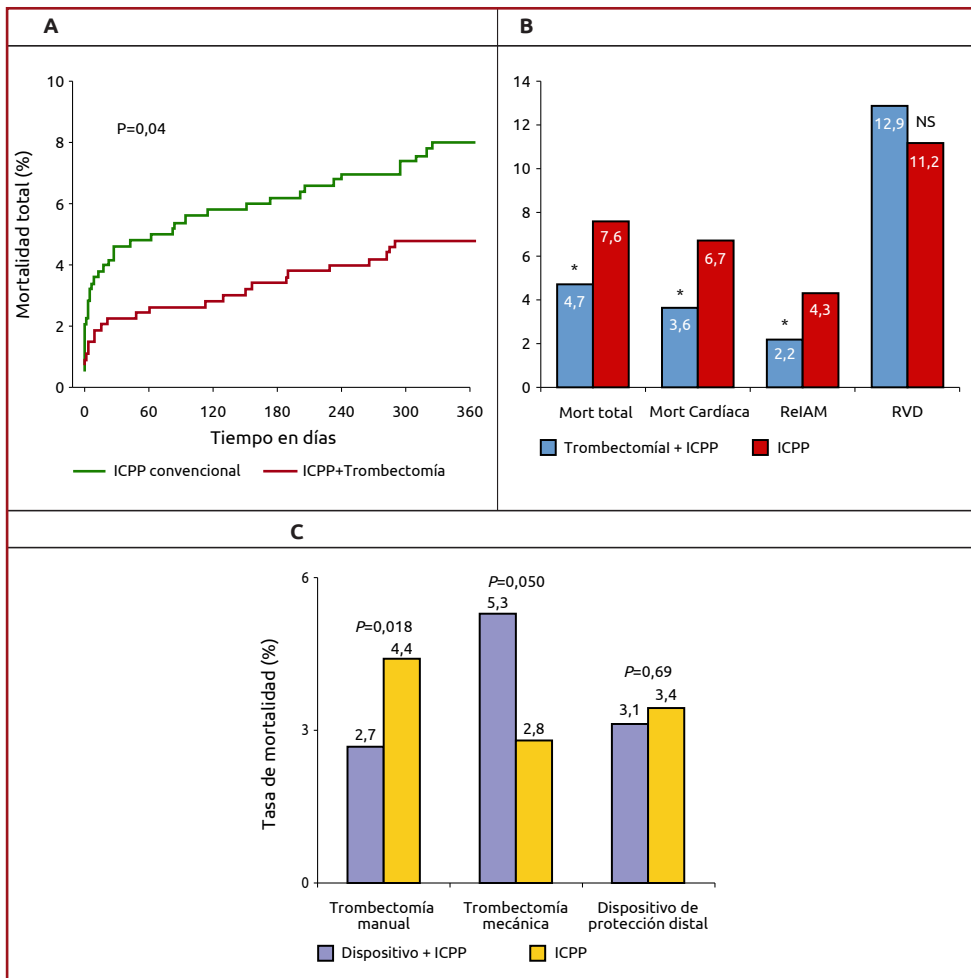 A
10
8
6
4
2
0
Mortalidad total (%)
P=0,04
0 60 120 180 240 300 360
Tiempo en días
ICPP convencional ICPP+Trombectomía
B
14
12
10
8
6
4
2
0
* 4,7 7,6
* 3,6 6,7
* 2,2 4,3
12,9 NS 11,2
Mort total Mort Cardíaca ReIAM RVD
Trombectomíal + ICPP ICPP
C
6
3
0
Tasa de mortalidad (%)
P=0,018
2,7 4,4
P=0,050
5,3 2,8
P=0,69
3,1 3,4
Trombectomía Trombectomía Dispositivo de
manual mecánica protección distal
Dispositivo + ICPP ICPP